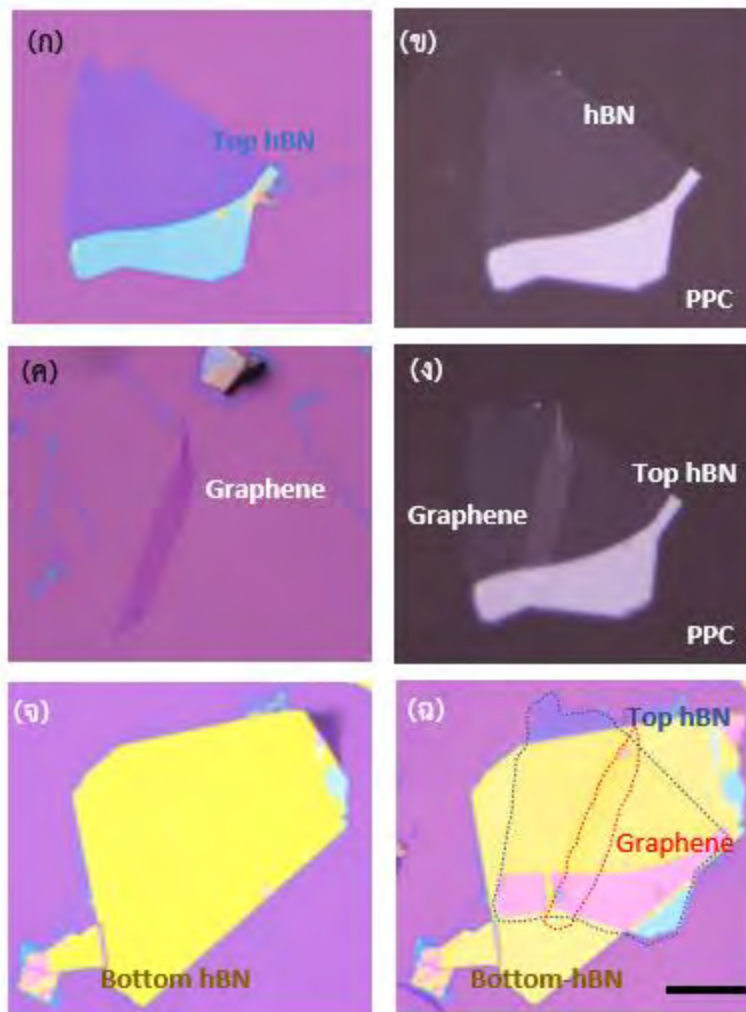 (ก)
Top hBN
(ข)
hBN
PPC
(ค)
Graphene
(ง)
Top hBN
Graphene
PPC
(จ)
Bottom hBN
(ฉ)
Top hBN
Graphene
Bottom-hBN